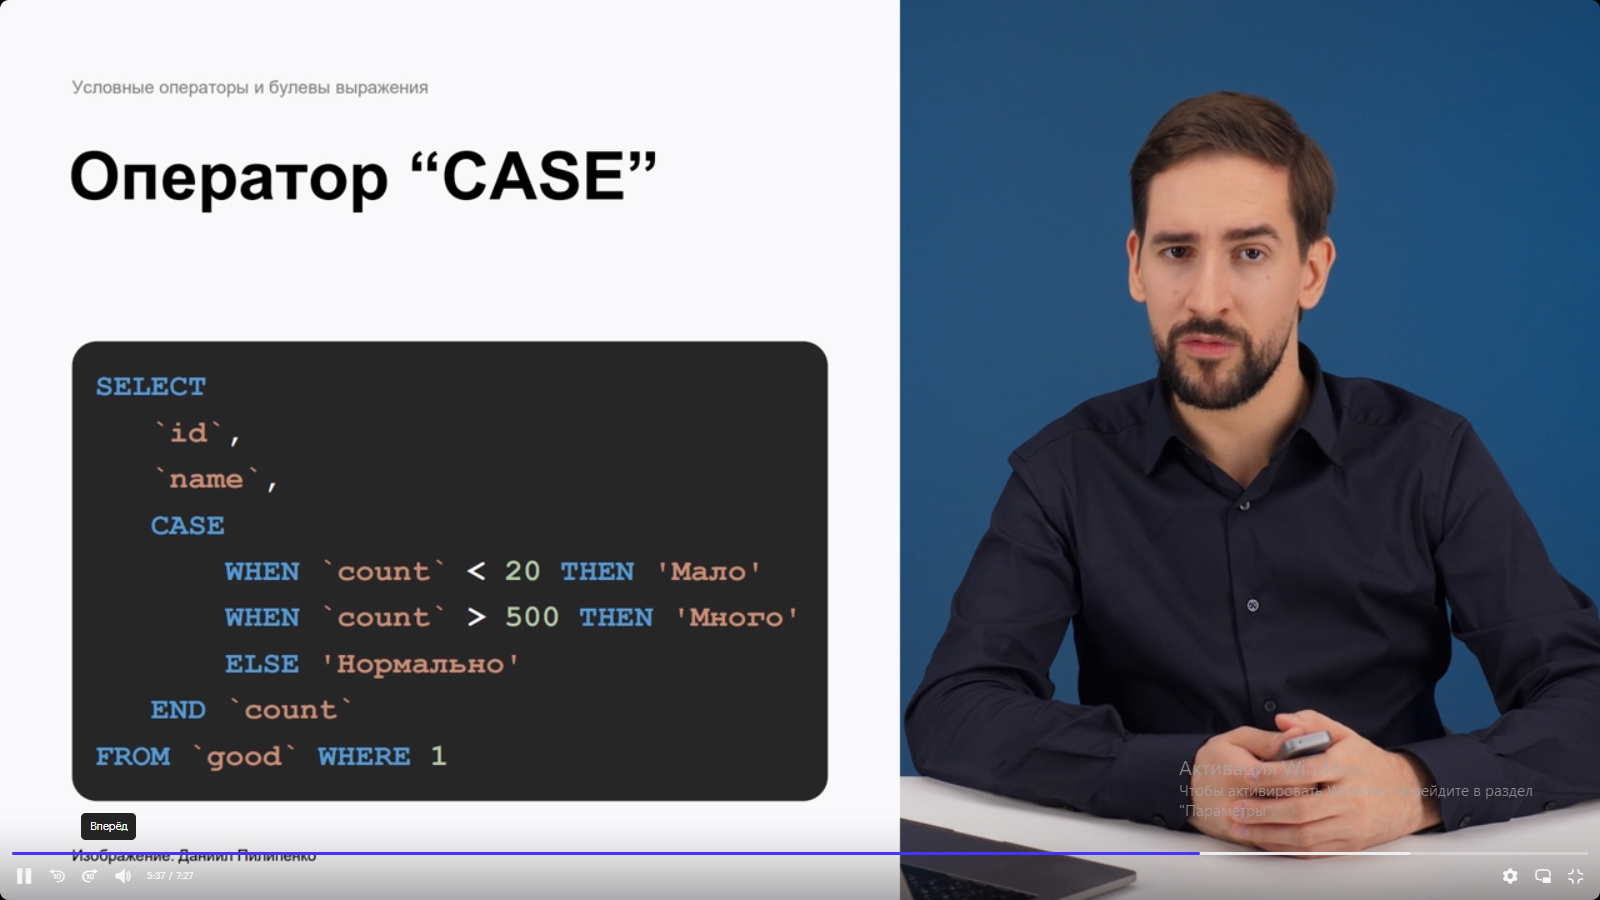 Условные операторы и булевы выражения
Оператор “CASE”
SELECT
`id`,
`name`,
CASE
WHEN `count` < 20 THEN 'Мало'
WHEN `count` > 500 THEN 'Много'
ELSE 'Нормально'
END `count`
FROM `good` WHERE 1
Вперёд
Изображение: Даниил Пилипенко
10
10
5:37 / 7:27
Активация Windows
Чтобы активировать Windows, перейдите в раздел
"Параметры".